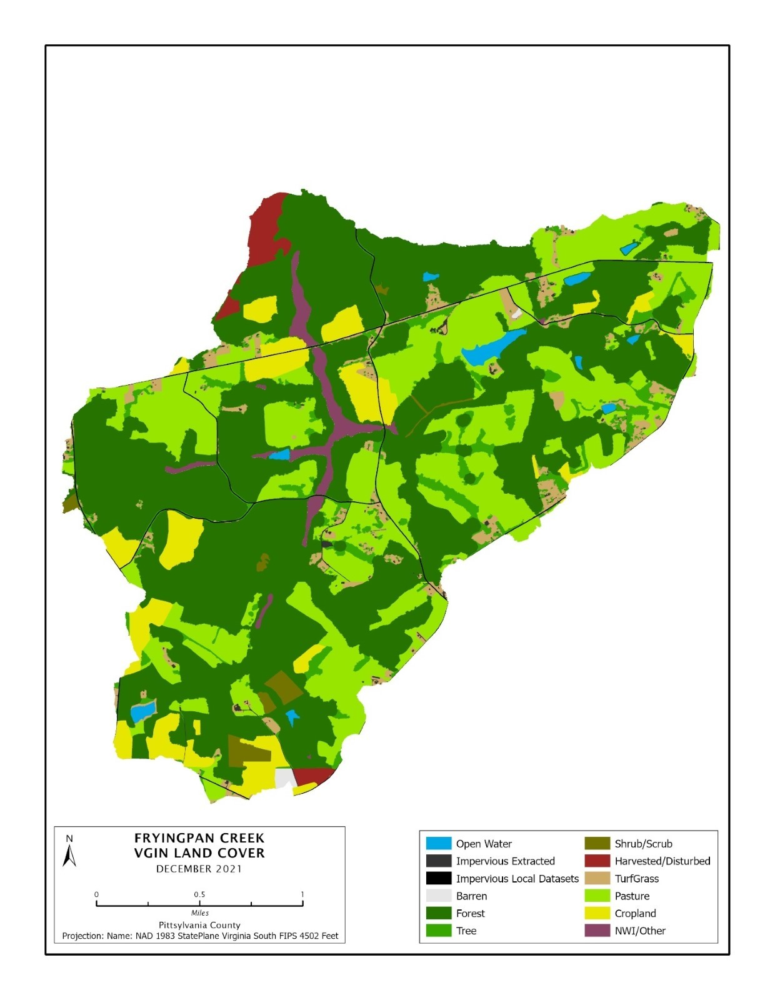 N
FRYINGPAN CREEK
VGIN LAND COVER
DECEMBER 2021
0 0.5 1
Miles
Pittsylvania County
Projection: Name: NAD 1983 StatePlane Virginia South FIPS 4502 Feet
Open Water
Impervious Extracted
Impervious Local Datasets
Barren
Forest
Tree
Shrub/Scrub
Harvested/Disturbed
TurfGrass
Pasture
Cropland
NWI/Other